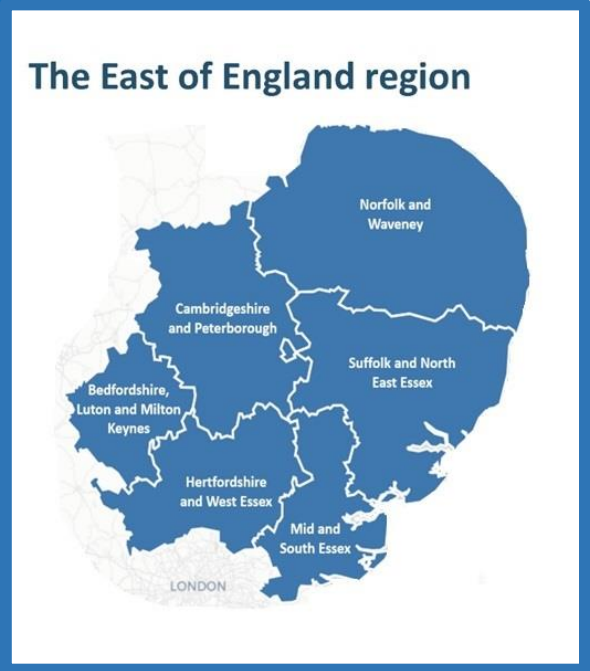 The East of England region
Norfolk and
Waveney
Cambridgeshire
and Peterborough
Suffolk and North
East Essex
Bedfordshire,
Luton and Milton
Keynes
Hertfordshire
and West Essex
Mid and
South Essex
LONDON